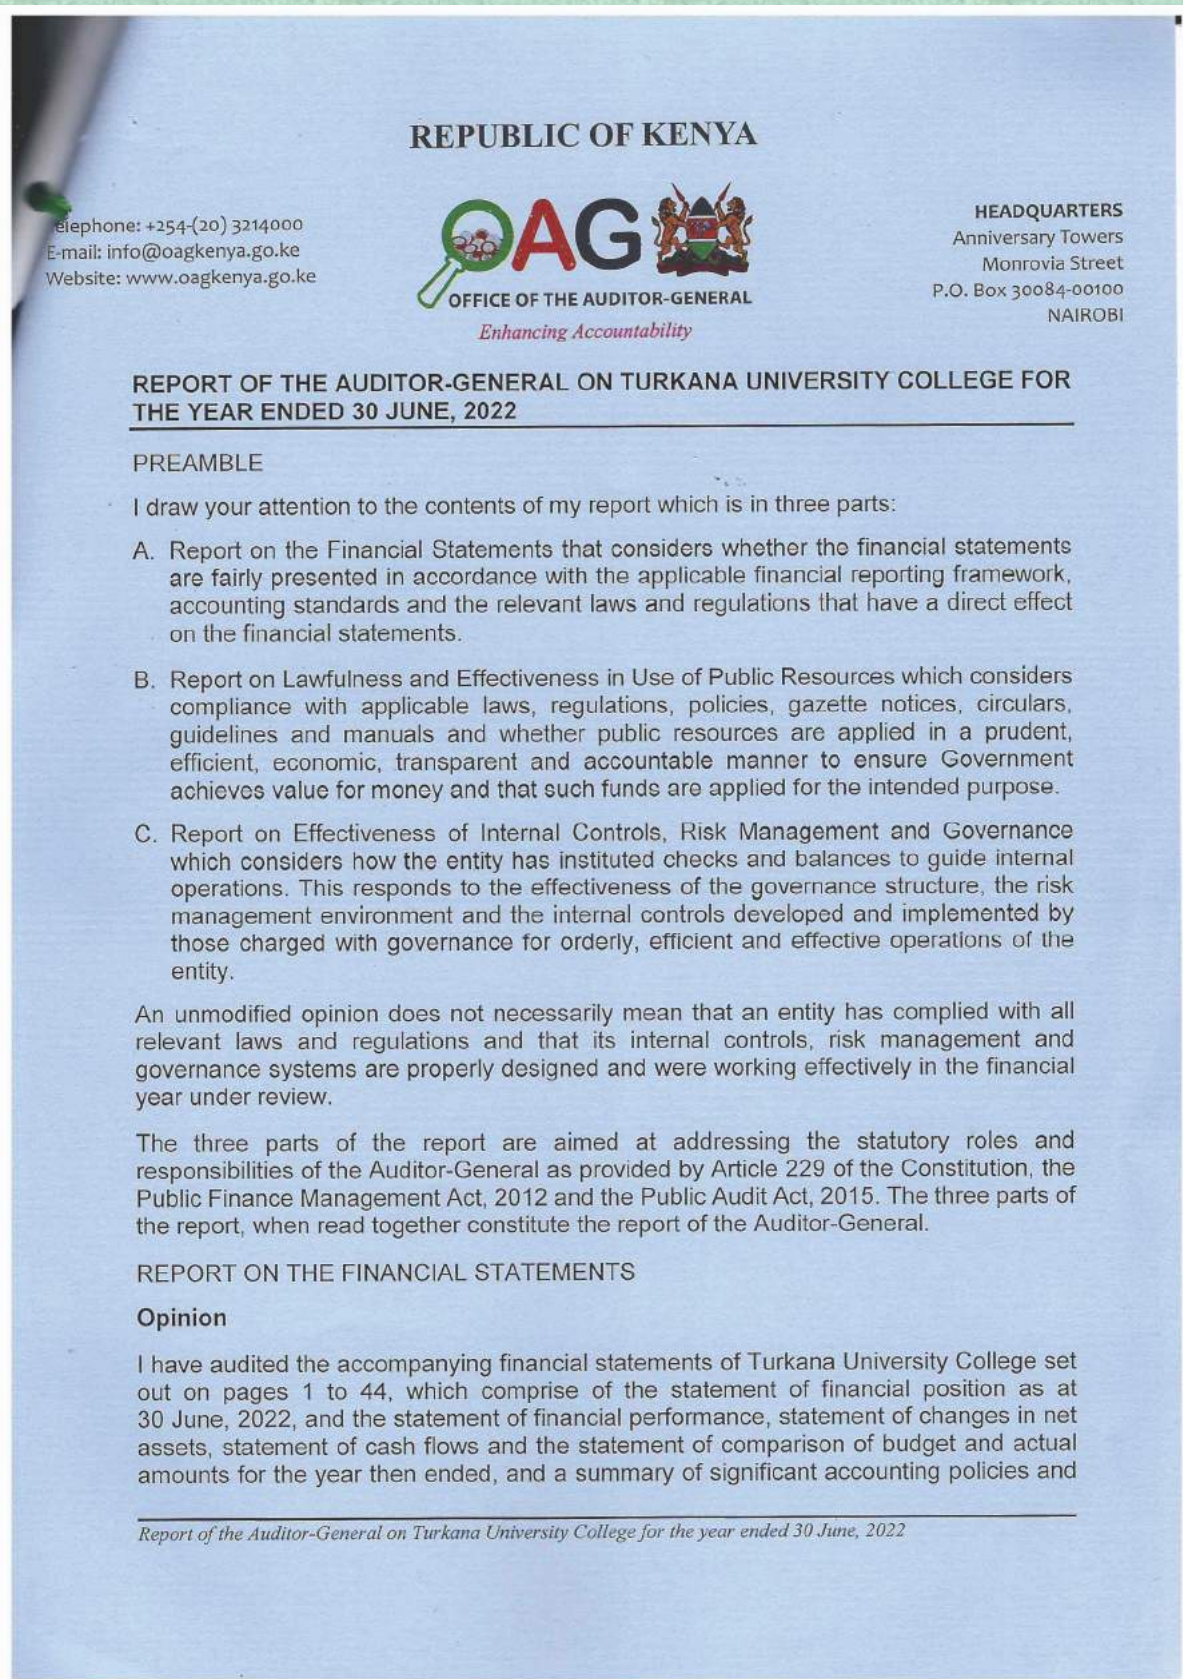 REPUBLIC OF KENYA
elephone: +254-(20) 3214000
E-mail: info@oagkenya.go.ke
Website: www.oagkenya.go.ke
OAG
OFFICE OF THE AUDITOR-GENERAL
Enhancing Accountability
HEADQUARTERS
Anniversary Towers
Monrovia Street
P.O. Box 30084-00100
NAIROBI
REPORT OF THE AUDITOR-GENERAL ON TURKANA UNIVERSITY COLLEGE FOR
THE YEAR ENDED 30 JUNE, 2022
PREAMBLE
I draw your attention to the contents of my report which is in three parts:
A. Report on the Financial Statements that considers whether the financial statements
are fairly presented in accordance with the applicable financial reporting framework,
accounting standards and the relevant laws and regulations that have a direct effect
on the financial statements.
B. Report on Lawfulness and Effectiveness in Use of Public Resources which considers
compliance with applicable laws, regulations, policies, gazette notices, circulars,
guidelines and manuals and whether public resources are applied in a prudent,
efficient, economic, transparent and accountable manner to ensure Government
achieves value for money and that such funds are applied for the intended purpose.
C. Report on Effectiveness of Internal Controls, Risk Management and Governance
which considers how the entity has instituted checks and balances to guide internal
operations. This responds to the effectiveness of the governance structure, the risk
management environment and the internal controls developed and implemented by
those charged with governance for orderly, efficient and effective operations of the
entity.
An unmodified opinion does not necessarily mean that an entity has complied with all
relevant laws and regulations and that its internal controls, risk management and
governance systems are properly designed and were working effectively in the financial
year under review.
The three parts of the report are aimed at addressing the statutory roles and
responsibilities of the Auditor-General as provided by Article 229 of the Constitution, the
Public Finance Management Act, 2012 and the Public Audit Act, 2015. The three parts of
the report, when read together constitute the report of the Auditor-General.
REPORT ON THE FINANCIAL STATEMENTS
Opinion
I have audited the accompanying financial statements of Turkana University College set
out on pages 1 to 44, which comprise of the statement of financial position as at
30 June, 2022, and the statement of financial performance, statement of changes in net
assets, statement of cash flows and the statement of comparison of budget and actual
amounts for the year then ended, and a summary of significant accounting policies and
Report of the Auditor-General on Turkana University College for the year ended 30 June, 2022